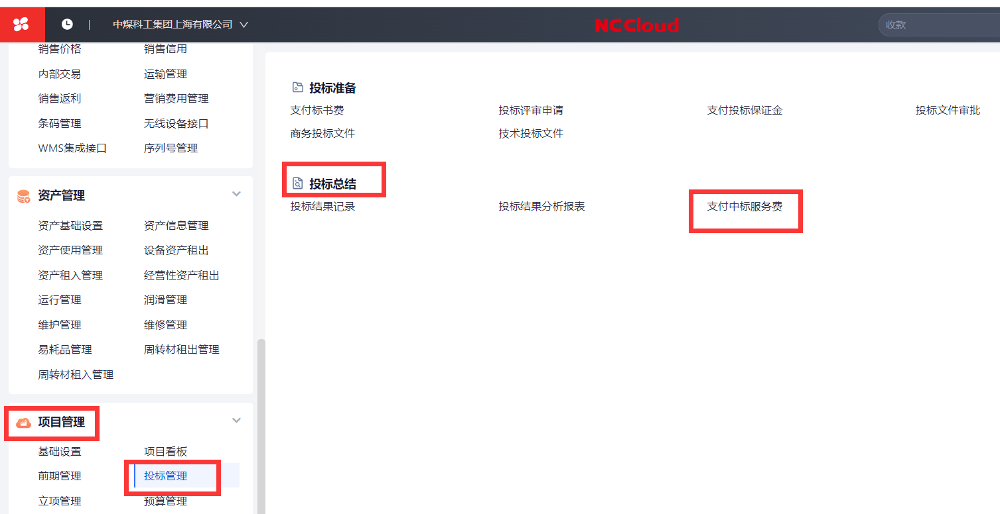 中煤科工集团上海有限公司
NC Cloud
收款
销售价格 销售信用
内部交易 运输管理
销售返利 营销费用管理
条码管理 无线设备接口
WMS集成接口 序列号管理
资产管理
资产基础设置 资产信息管理
资产使用管理 设备资产租出
资产租入管理 经营性资产租出
运行管理 润滑管理
维护管理 维修管理
易耗品管理 周转材租出管理
周转材租入管理
项目管理
基础设置 项目看板
前期管理 投标管理
立项管理 预算管理
投标准备
支付标书费 投标评审申请 支付投标保证金 投标文件审批
商务投标文件 技术投标文件
投标总结
投标结果记录 投标结果分析报表 支付中标服务费